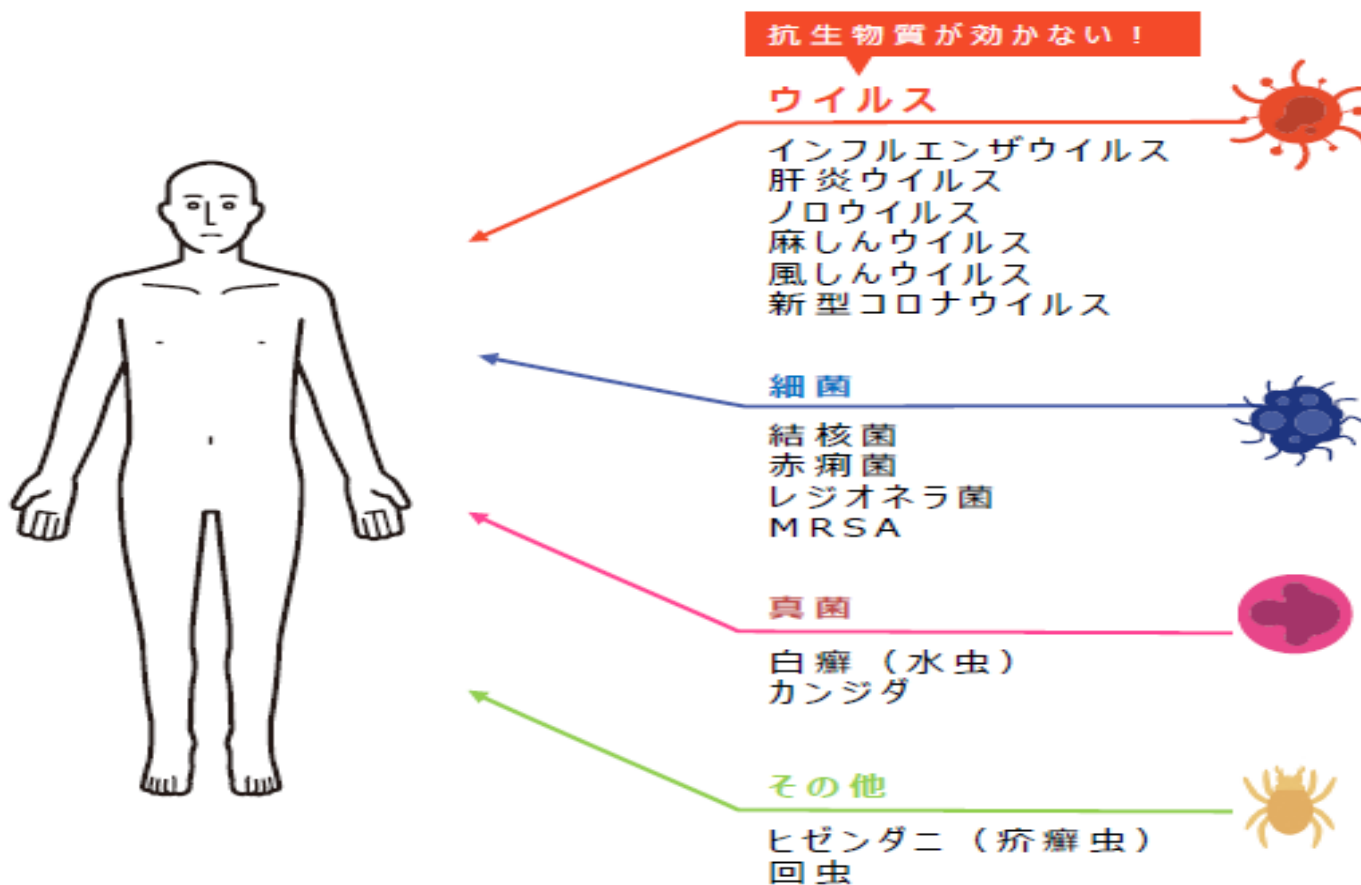 抗生物質が効かない！
ウイルス
インフルエンザウイルス
肝炎ウイルス
ノロウイルス
麻しんウイルス
風しんウイルス
新型コロナウイルス
細菌
結核菌
赤痢菌
レジオネラ菌
MRSA
真菌
白癬（水虫）
カンジダ
その他
ヒゼンダニ（疥癬虫）
回虫